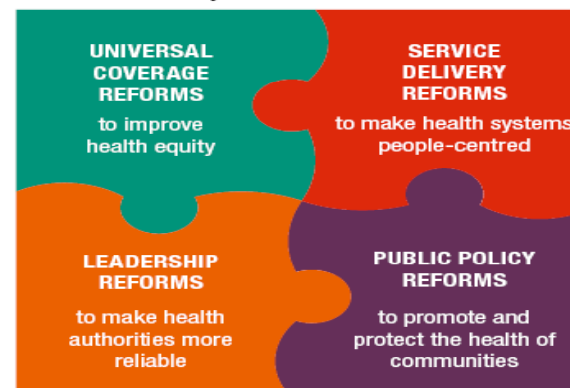 UNIVERSAL
COVERAGE
REFORMS
to improve
health equity
SERVICE
DELIVERY
REFORMS
to make health systems
people-centred
LEADERSHIP
REFORMS
to make health
authorities more
reliable
PUBLIC POLICY
REFORMS
to promote and
protect the health of
communities